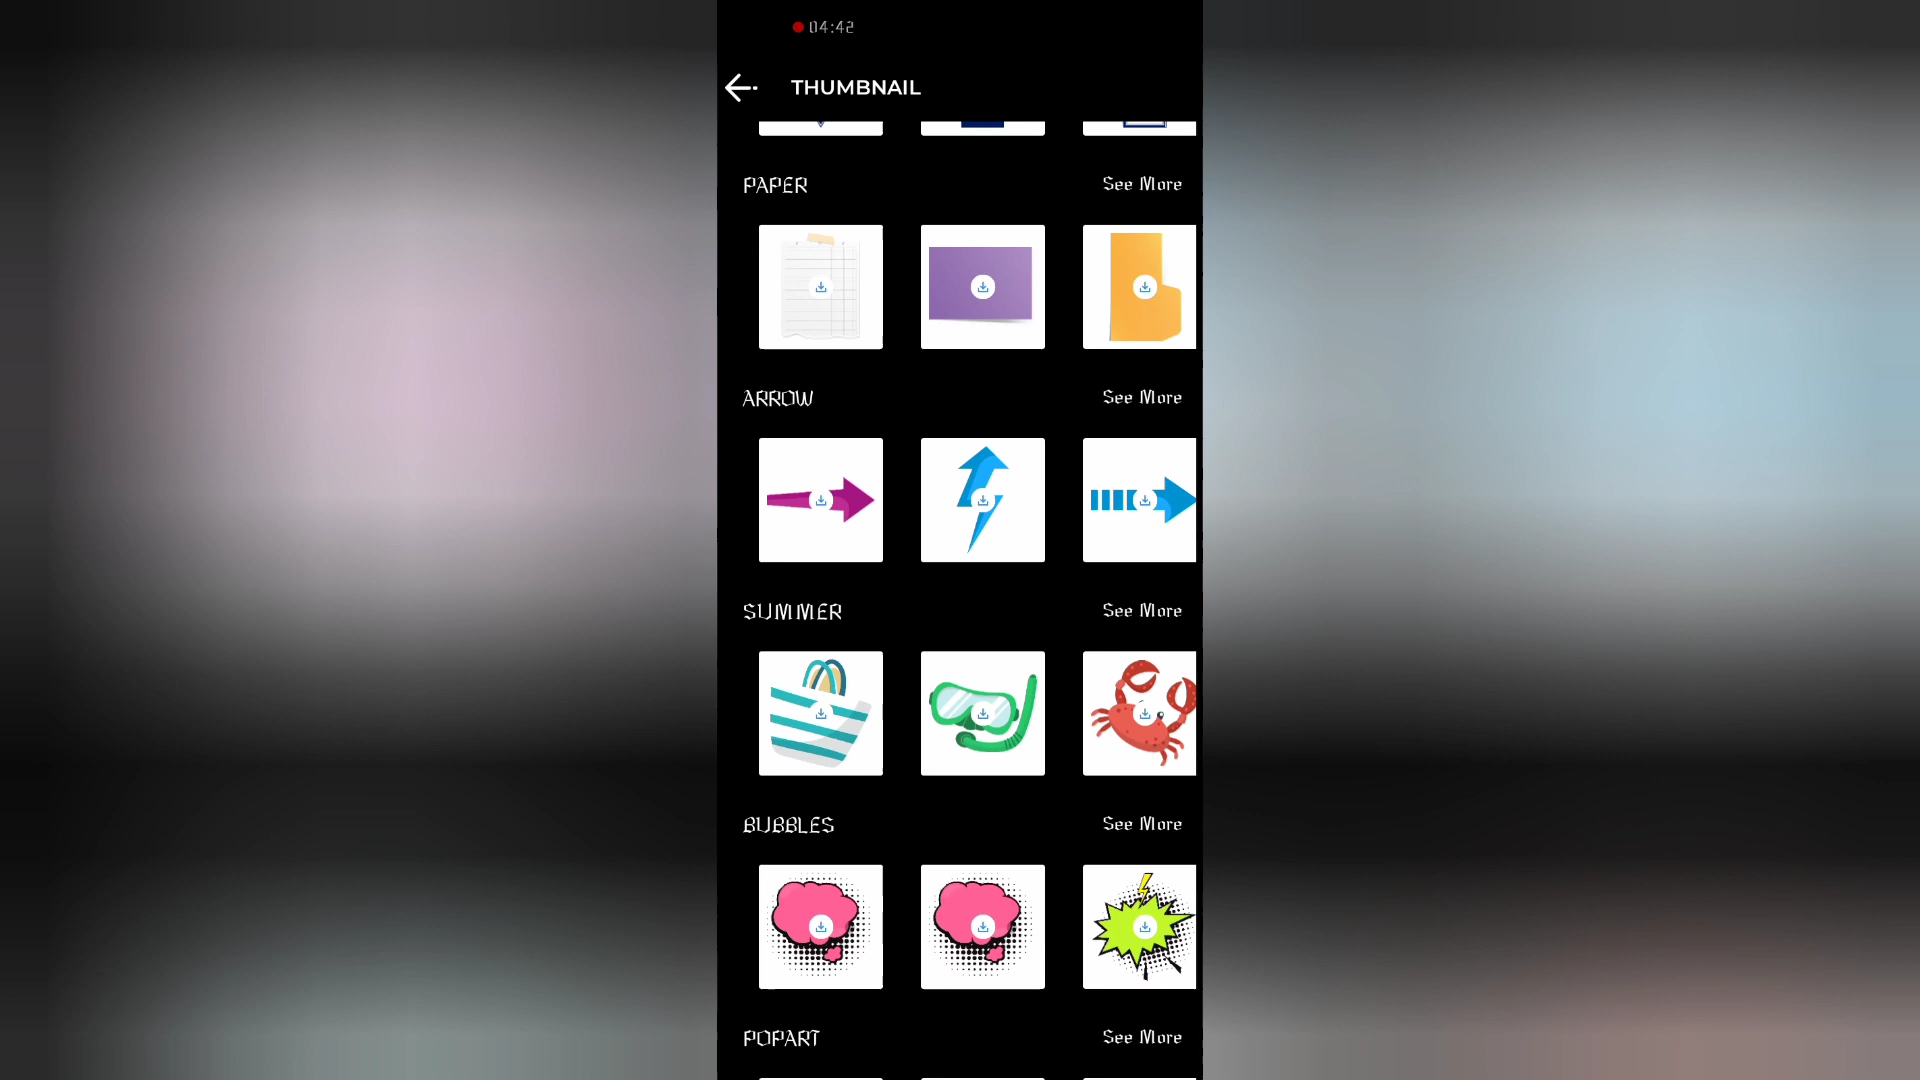 04:42
THUMBNAIL
PAPER See More
ARROW See More
SUMMER See More
BUBBLES See More
POPART See More